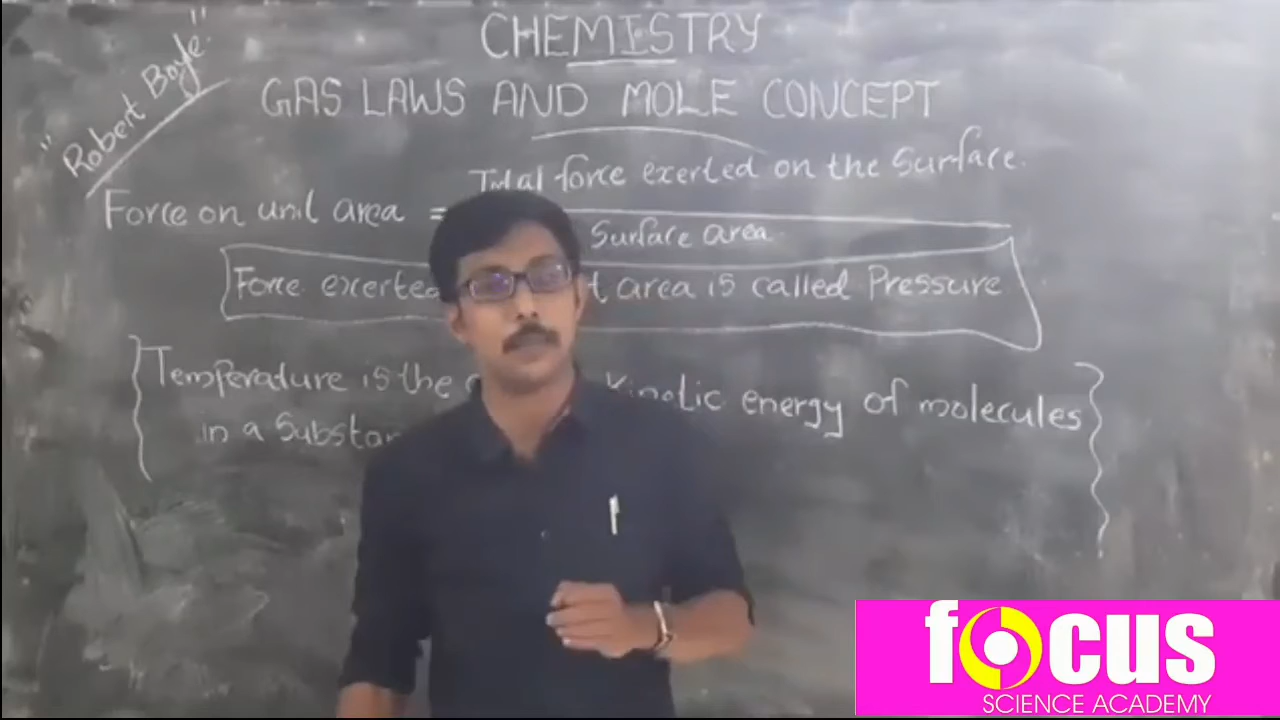 CHEMISTRY
"Robert Boyle"
GAS LAWS AND MOLE CONCEPT
Total force exerted on the Surface.
Force on unit area =
Surface area.
Force exerted t area is called Pressure
Temperature is the Kinetic energy of molecules
in a Substan
focus
SCIENCE ACADEMY